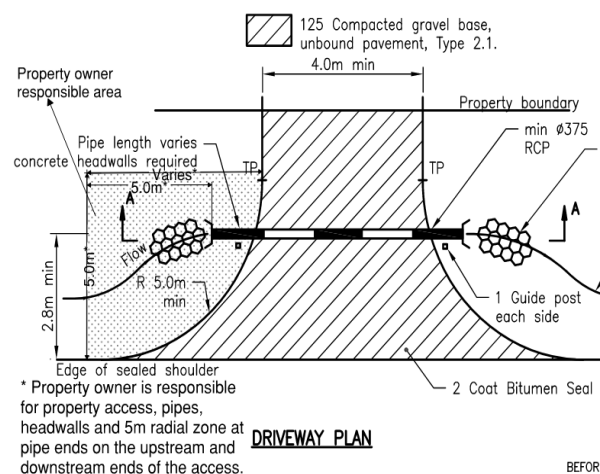 125 Compacted gravel base,
unbound pavement, Type 2.1.
4.0m min
Property owner
responsible area
Property boundary
Pipe length varies
concrete headwalls required
min Ø375
RCP
TP
TP
Varies*
5.0m*
A
A
Flow
5.0m*
2.8m min
R 5.0m
min
1 Guide post
each side
Edge of sealed shoulder
2 Coat Bitumen Seal
* Property owner is responsible
for property access, pipes,
headwalls and 5m radial zone at
pipe ends on the upstream and
downstream ends of the access.
DRIVEWAY PLAN
BEFOR